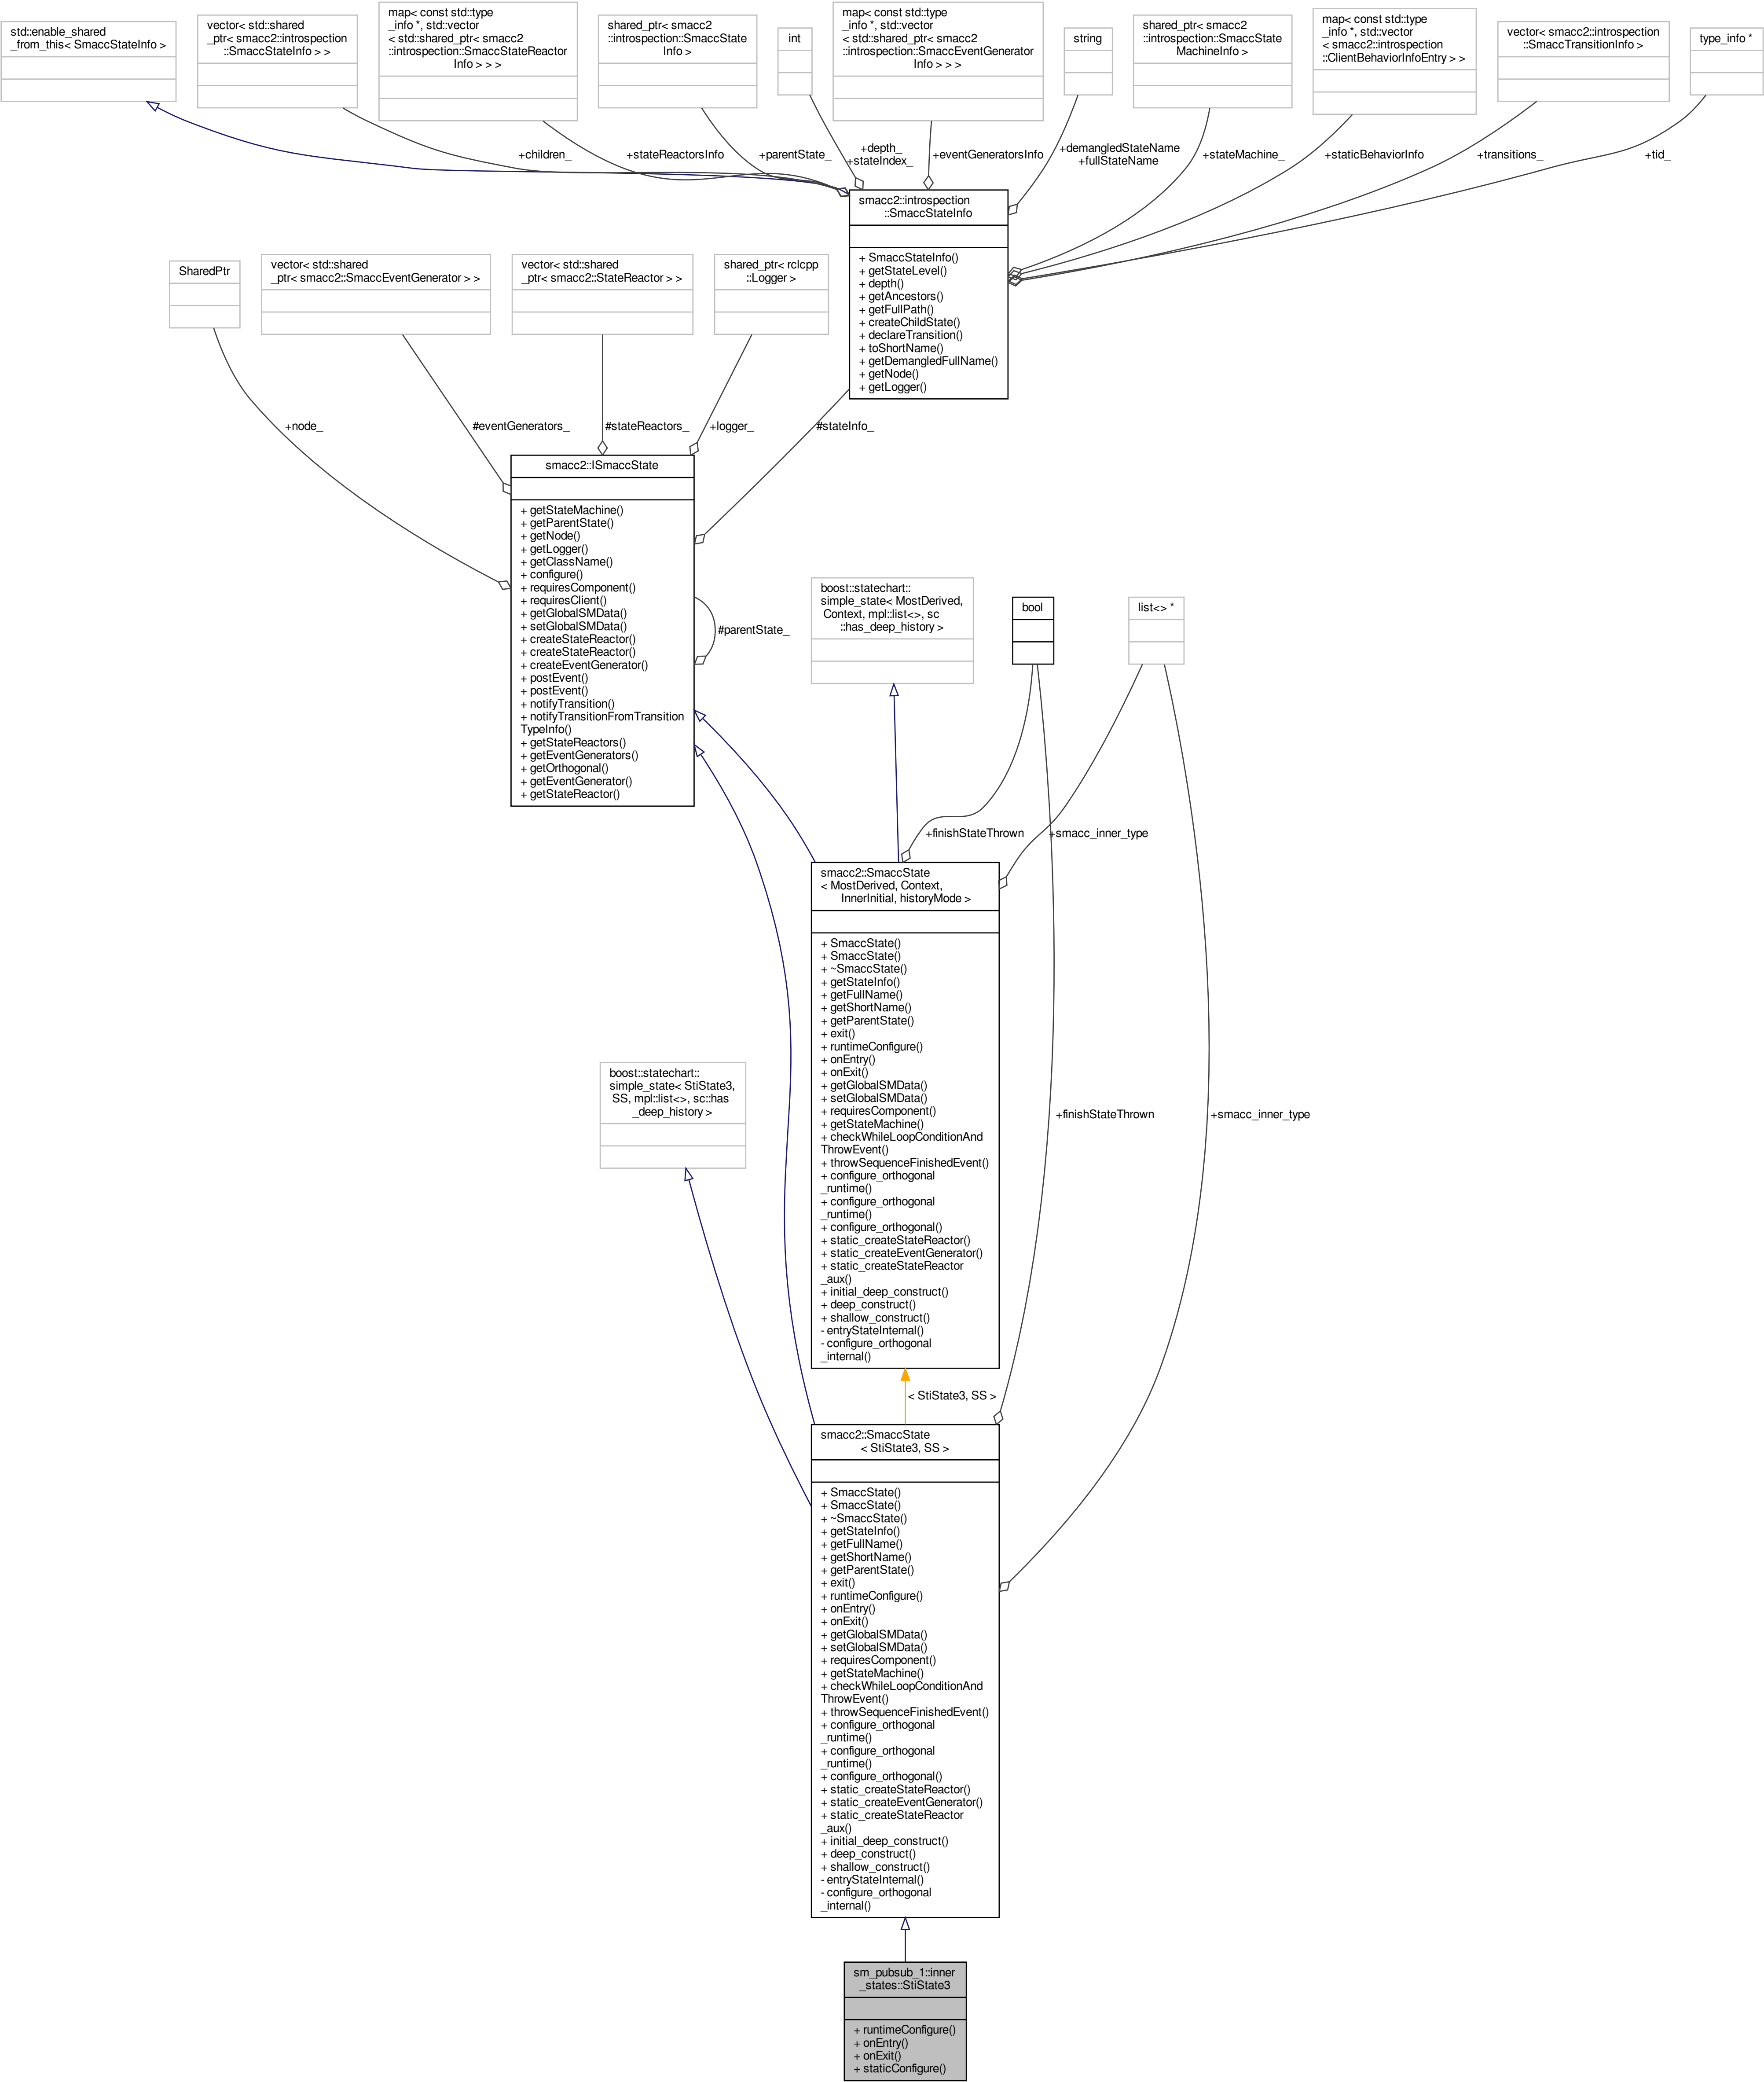 std::enable_shared
_from_this< SmaccStateInfo >
vector< std::shared
_ptr< smacc2::introspection
::SmaccStateInfo > >
map< const std::type
_info *, std::vector
< std::shared_ptr< smacc2
::introspection::SmaccStateReactor
Info > > >
shared_ptr< smacc2
::introspection::SmaccState
Info >
int
map< const std::type
_info *, std::vector
< std::shared_ptr< smacc2
::introspection::SmaccEventGenerator
Info > > >
string
shared_ptr< smacc2
::introspection::SmaccState
MachineInfo >
map< const std::type
_info *, std::vector
< smacc2::introspection
::ClientBehaviorInfoEntry > >
vector< smacc2::introspection
::SmaccTransitionInfo >
type_info *
+children_
+stateReactorsInfo
+parentState_
+depth_
+stateIndex_
+eventGeneratorsInfo
+demangledStateName
+fullStateName
+stateMachine_
+staticBehaviorInfo
+transitions_
+tid_
smacc2::introspection
::SmaccStateInfo
+ SmaccStateInfo()
+ getStateLevel()
+ depth()
+ getAncestors()
+ getFullPath()
+ createChildState()
+ declareTransition()
+ toShortName()
+ getDemangledFullName()
+ getNode()
+ getLogger()
SharedPtr
vector< std::shared
_ptr< smacc2::SmaccEventGenerator > >
vector< std::shared
_ptr< smacc2::StateReactor > >
shared_ptr< rclcpp
::Logger >
+node_
#eventGenerators_
#stateReactors_
+logger_
#stateInfo_
smacc2::ISmaccState
+ getStateMachine()
+ getParentState()
+ getNode()
+ getLogger()
+ getClassName()
+ configure()
+ requiresComponent()
+ requiresClient()
+ getGlobalSMData()
+ setGlobalSMData()
+ createStateReactor()
+ createStateReactor()
+ createEventGenerator()
+ postEvent()
+ postEvent()
+ notifyTransition()
+ notifyTransitionFromTransition
TypeInfo()
+ getStateReactors()
+ getEventGenerators()
+ getOrthogonal()
+ getEventGenerator()
+ getStateReactor()
#parentState_
boost::statechart::
simple_state< MostDerived,
Context, mpl::list<>, sc
::has_deep_history >
bool
list<> *
+finishStateThrown
+smacc_inner_type
smacc2::SmaccState
< MostDerived, Context,
InnerInitial, historyMode >
+ SmaccState()
+ SmaccState()
+ ~SmaccState()
+ getStateInfo()
+ getFullName()
+ getShortName()
+ getParentState()
+ exit()
+ runtimeConfigure()
+ onEntry()
+ onExit()
+ getGlobalSMData()
+ setGlobalSMData()
+ requiresComponent()
+ getStateMachine()
+ checkWhileLoopConditionAnd
ThrowEvent()
+ throwSequenceFinishedEvent()
+ configure_orthogonal
_runtime()
+ configure_orthogonal
_runtime()
+ configure_orthogonal()
+ static_createStateReactor()
+ static_createEventGenerator()
+ static_createStateReactor
_aux()
+ initial_deep_construct()
+ deep_construct()
+ shallow_construct()
- entryStateInternal()
- configure_orthogonal
_internal()
boost::statechart::
simple_state< StiState3,
SS, mpl::list<>, sc::has
_deep_history >
+finishStateThrown
+smacc_inner_type
< StiState3, SS >
smacc2::SmaccState
< StiState3, SS >
+ SmaccState()
+ SmaccState()
+ ~SmaccState()
+ getStateInfo()
+ getFullName()
+ getShortName()
+ getParentState()
+ exit()
+ runtimeConfigure()
+ onEntry()
+ onExit()
+ getGlobalSMData()
+ setGlobalSMData()
+ requiresComponent()
+ getStateMachine()
+ checkWhileLoopConditionAnd
ThrowEvent()
+ throwSequenceFinishedEvent()
+ configure_orthogonal
_runtime()
+ configure_orthogonal
_runtime()
+ configure_orthogonal()
+ static_createStateReactor()
+ static_createEventGenerator()
+ static_createStateReactor
_aux()
+ initial_deep_construct()
+ deep_construct()
+ shallow_construct()
- entryStateInternal()
- configure_orthogonal
_internal()
sm_pubsub_1::inner
_states::StiState3
+ runtimeConfigure()
+ onEntry()
+ onExit()
+ staticConfigure()